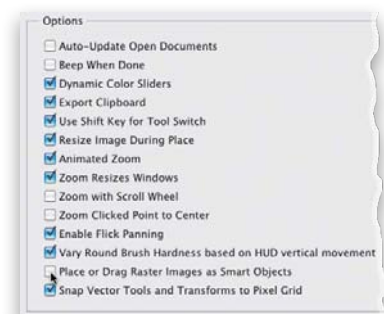 Options
Auto-Update Open Documents
Beep When Done
Dynamic Color Sliders
Export Clipboard
Use Shift Key for Tool Switch
Resize Image During Place
Animated Zoom
Zoom Resizes Windows
Zoom with Scroll Wheel
Zoom Clicked Point to Center
Enable Flick Panning
Vary Round Brush Hardness based on HUD vertical movement
Place or Drag Raster Images as Smart Objects
Snap Vector Tools and Transforms to Pixel Grid